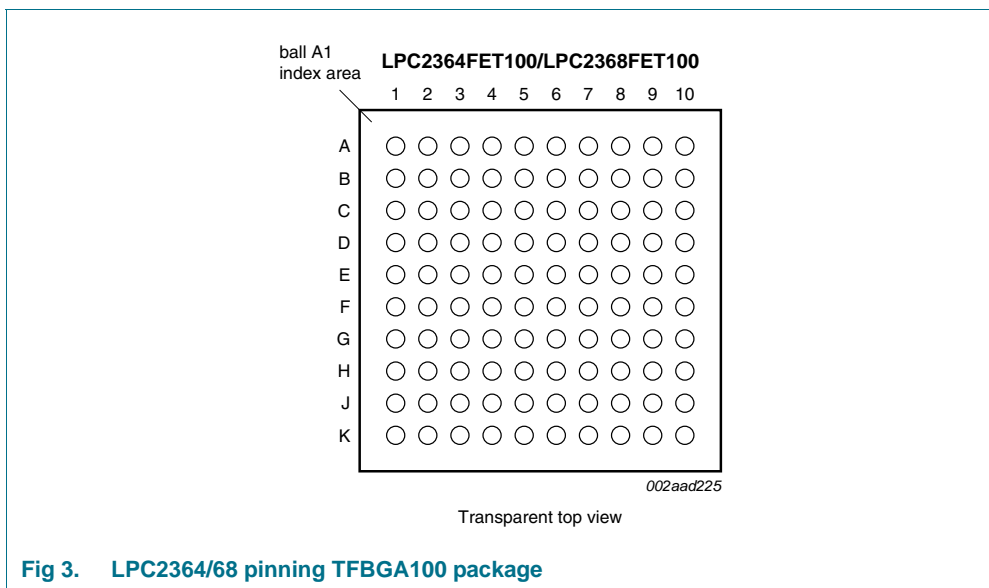 ball A1
index area
LPC2364FET100/LPC2368FET100
1 2 3 4 5 6 7 8 9 10
A
B
C
D
E
F
G
H
J
K
002aad225
Transparent top view
Fig 3. LPC2364/68 pinning TFBGA100 package